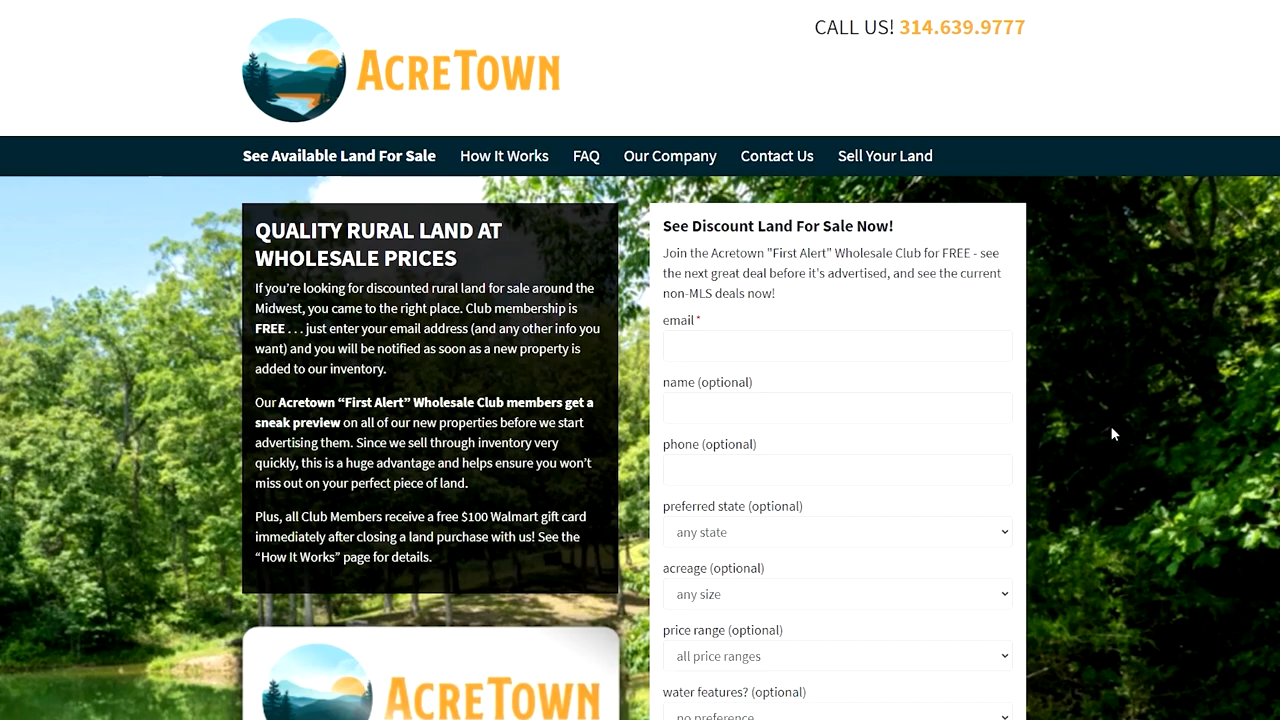 CALL US! 314.639.9777
ACRETOWN
See Available Land For Sale How It Works FAQ Our Company Contact Us Sell Your Land
QUALITY RURAL LAND AT
WHOLESALE PRICES
If you’re looking for discounted rural land for sale around the
Midwest, you came to the right place. Club membership is
FREE . . . just enter your email address (and any other info you
want) and you will be notified as soon as a new property is
added to our inventory.
Our Acretown “First Alert” Wholesale Club members get a
sneak preview on all of our new properties before we start
advertising them. Since we sell through inventory very
quickly, this is a huge advantage and helps ensure you won’t
miss out on your perfect piece of land.
Plus, all Club Members receive a free $100 Walmart gift card
immediately after closing a land purchase with us! See the
“How It Works” page for details.
ACRETOWN
See Discount Land For Sale Now!
Join the Acretown "First Alert" Wholesale Club for FREE - see
the next great deal before it's advertised, and see the current
non-MLS deals now!
email *
name (optional)
phone (optional)
preferred state (optional)
any state
acreage (optional)
any size
price range (optional)
all price ranges
water features? (optional)
no preference